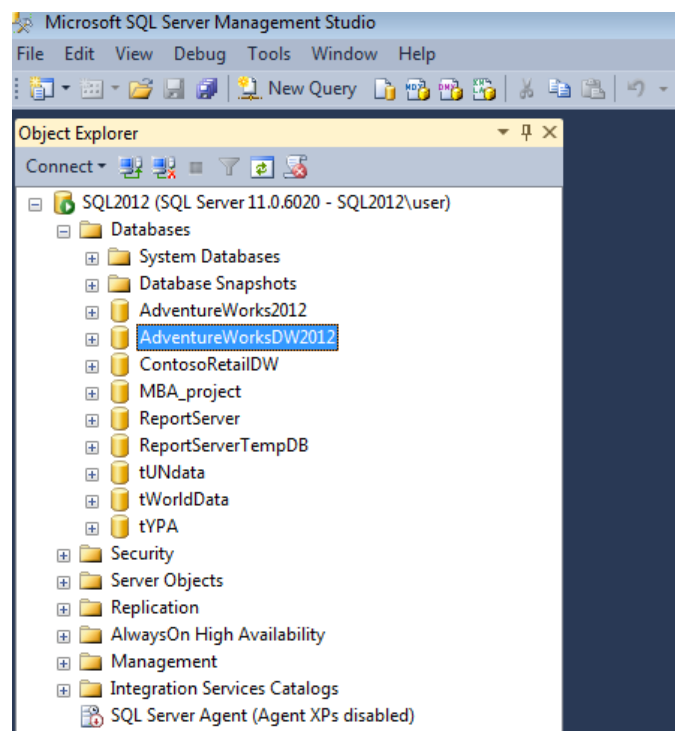 Microsoft SQL Server Management Studio
File Edit View Debug Tools Window Help
New Query
Object Explorer
Connect
SQL2012 (SQL Server 11.0.6020 - SQL2012\user)
Databases
System Databases
Database Snapshots
AdventureWorks2012
AdventureWorksDW2012
ContosoRetailDW
MBA_project
ReportServer
ReportServerTempDB
tUNdata
tWorldData
tYPA
Security
Server Objects
Replication
AlwaysOn High Availability
Management
Integration Services Catalogs
SQL Server Agent (Agent XPs disabled)